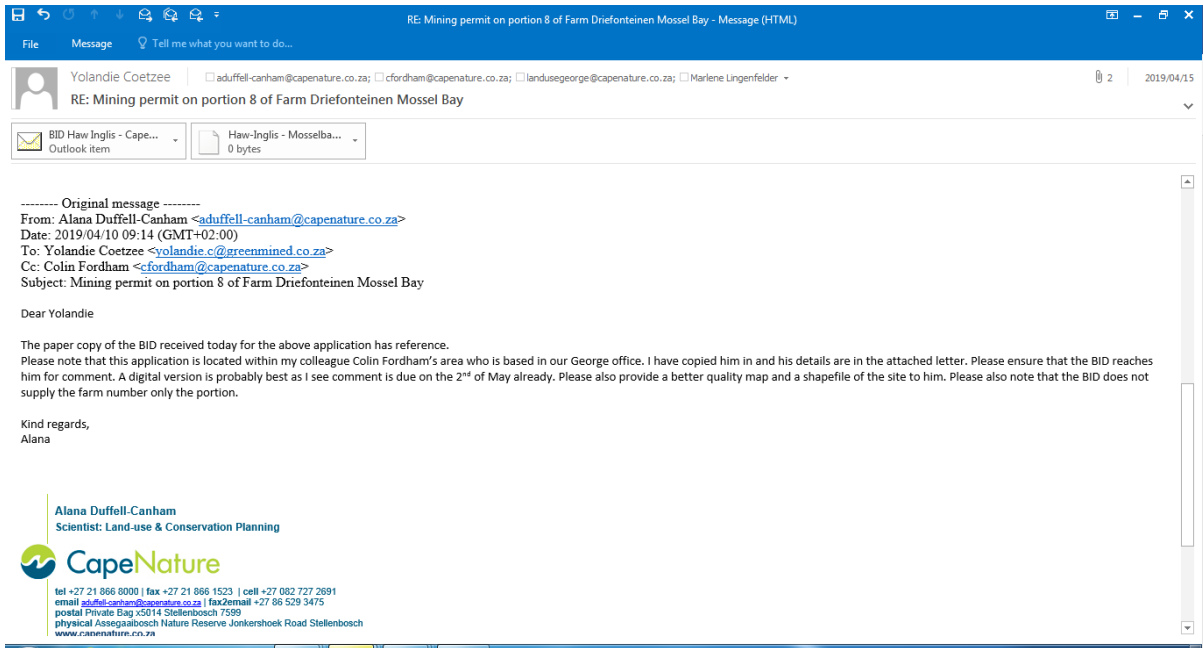 RE: Mining permit on portion 8 of Farm Driefonteinen Mossel Bay - Message (HTML)
File Message Tell me what you want to do...
Yolandie Coetzee aduffell-canham@capenature.co.za; cfordham@capenature.co.za; landusegeorge@capenature.co.za; Marlene Lingenfelder
2 2019/04/15
RE: Mining permit on portion 8 of Farm Driefonteinen Mossel Bay
BID Haw Inglis - Cape... Haw-Inglis - Mosselba...
Outlook item 0 bytes
-------- Original message --------
From: Alana Duffell-Canham <aduffell-canham@capenature.co.za>
Date: 2019/04/10 09:14 (GMT+02:00)
To: Yolandie Coetzee <yolandie.c@greenmined.co.za>
Cc: Colin Fordham <cfordham@capenature.co.za>
Subject: Mining permit on portion 8 of Farm Driefonteinen Mossel Bay
Dear Yolandie
The paper copy of the BID received today for the above application has reference.
Please note that this application is located within my colleague Colin Fordham's area who is based in our George office. I have copied him in and his details are in the attached letter. Please ensure that the BID reaches
him for comment. A digital version is probably best as I see comment is due on the 2nd of May already. Please also provide a better quality map and a shapefile of the site to him. Please also note that the BID does not
supply the farm number only the portion.
Kind regards,
Alana
Alana Duffell-Canham
Scientist: Land-use & Conservation Planning
CapeNature
tel +27 21 866 8000 | fax +27 21 866 1523 | cell +27 082 727 2691
email aduffell-canham@capenature.co.za | fax2email +27 86 529 3475
postal Private Bag x5014 Stellenbosch 7599
physical Assegaaibosch Nature Reserve Jonkershoek Road Stellenbosch
www.capenature.co.za